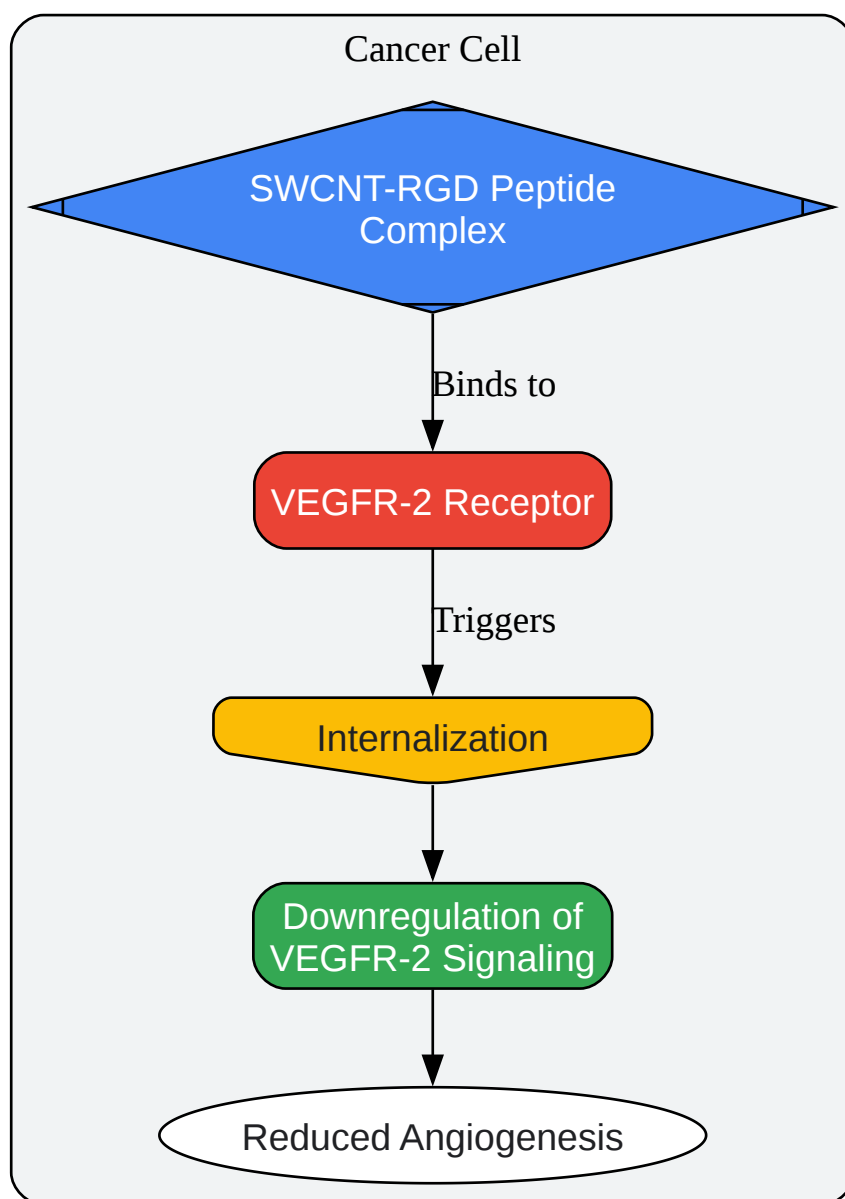 Cancer Cell
SWCNT-RGD Peptide
Complex
Binds to
VEGFR-2 Receptor
Triggers
Internalization
Downregulation of
VEGFR-2 Signaling
Reduced Angiogenesis